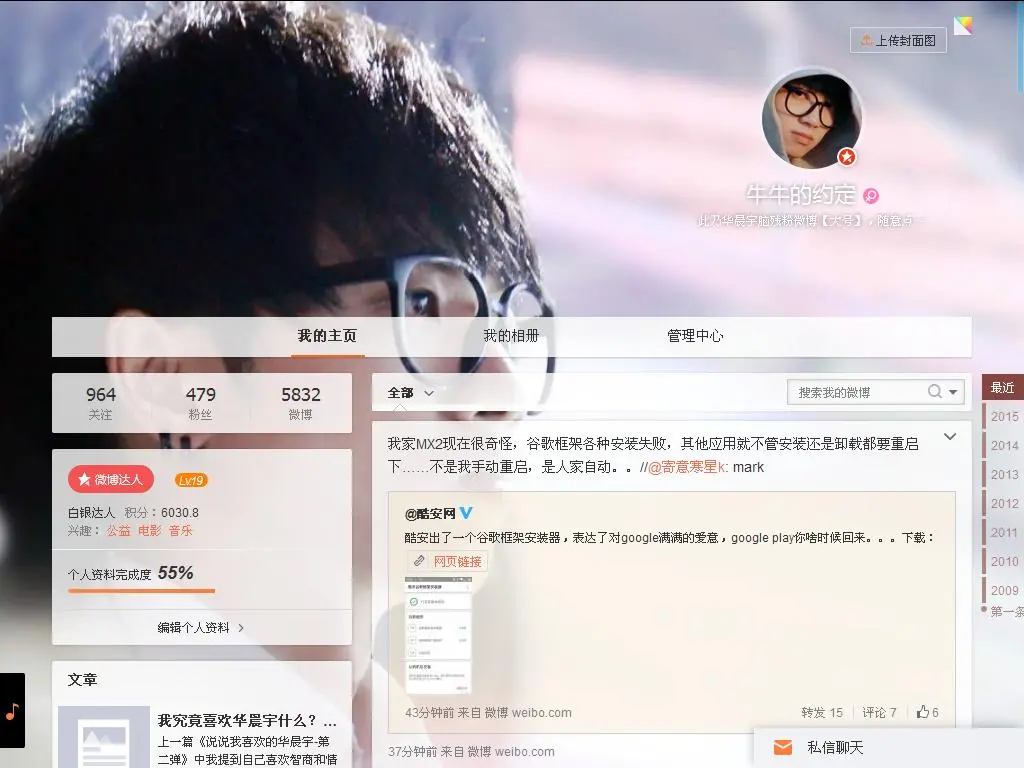 上传封面图
牛牛的约定
此乃华晨宇脑残粉微博【大号】，随意点
我的主页
我的相册
管理中心
964
关注
479
粉丝
5832
微博
微博达人
Lv19
白银达人 积分：6030.8
兴趣： 公益 电影 音乐
个人资料完成度 55%
编辑个人资料
文章
我究竟喜欢华晨宇什么？...
上一篇《说说我喜欢的华晨宇-第
二弹》中我提到自己喜欢智商和情
全部
搜索我的微博
我家MX2现在很奇怪，谷歌框架各种安装失败，其他应用就不管安装还是卸载都要重启
下……不是我手动重启，是人家自动。。//@寄意寒星k: mark
@酷安网
酷安出了一个谷歌框架安装器，表达了对google满满的爱意，google play你啥时候回来。。。下载：
网页链接
43分钟前 来自 微博 weibo.com
转发 15
评论 7
6
37分钟前 来自 微博 weibo.com
私信聊天
最近
2015
2014
2013
2012
2011
2010
2009
第一条